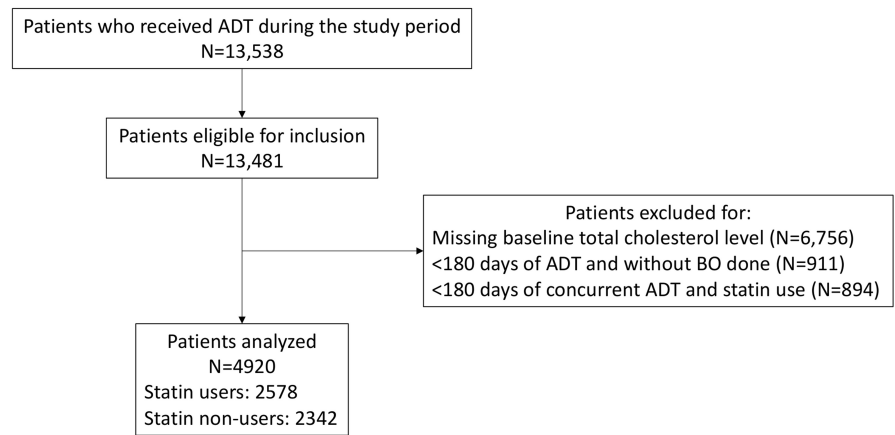 Patients who received ADT during the study period
N=13,538
Patients eligible for inclusion
N=13,481
Patients excluded for:
Missing baseline total cholesterol level (N=6,756)
<180 days of ADT and without BO done (N=911)
<180 days of concurrent ADT and statin use (N=894)
Patients analyzed
N=4920
Statin users: 2578
Statin non-users: 2342